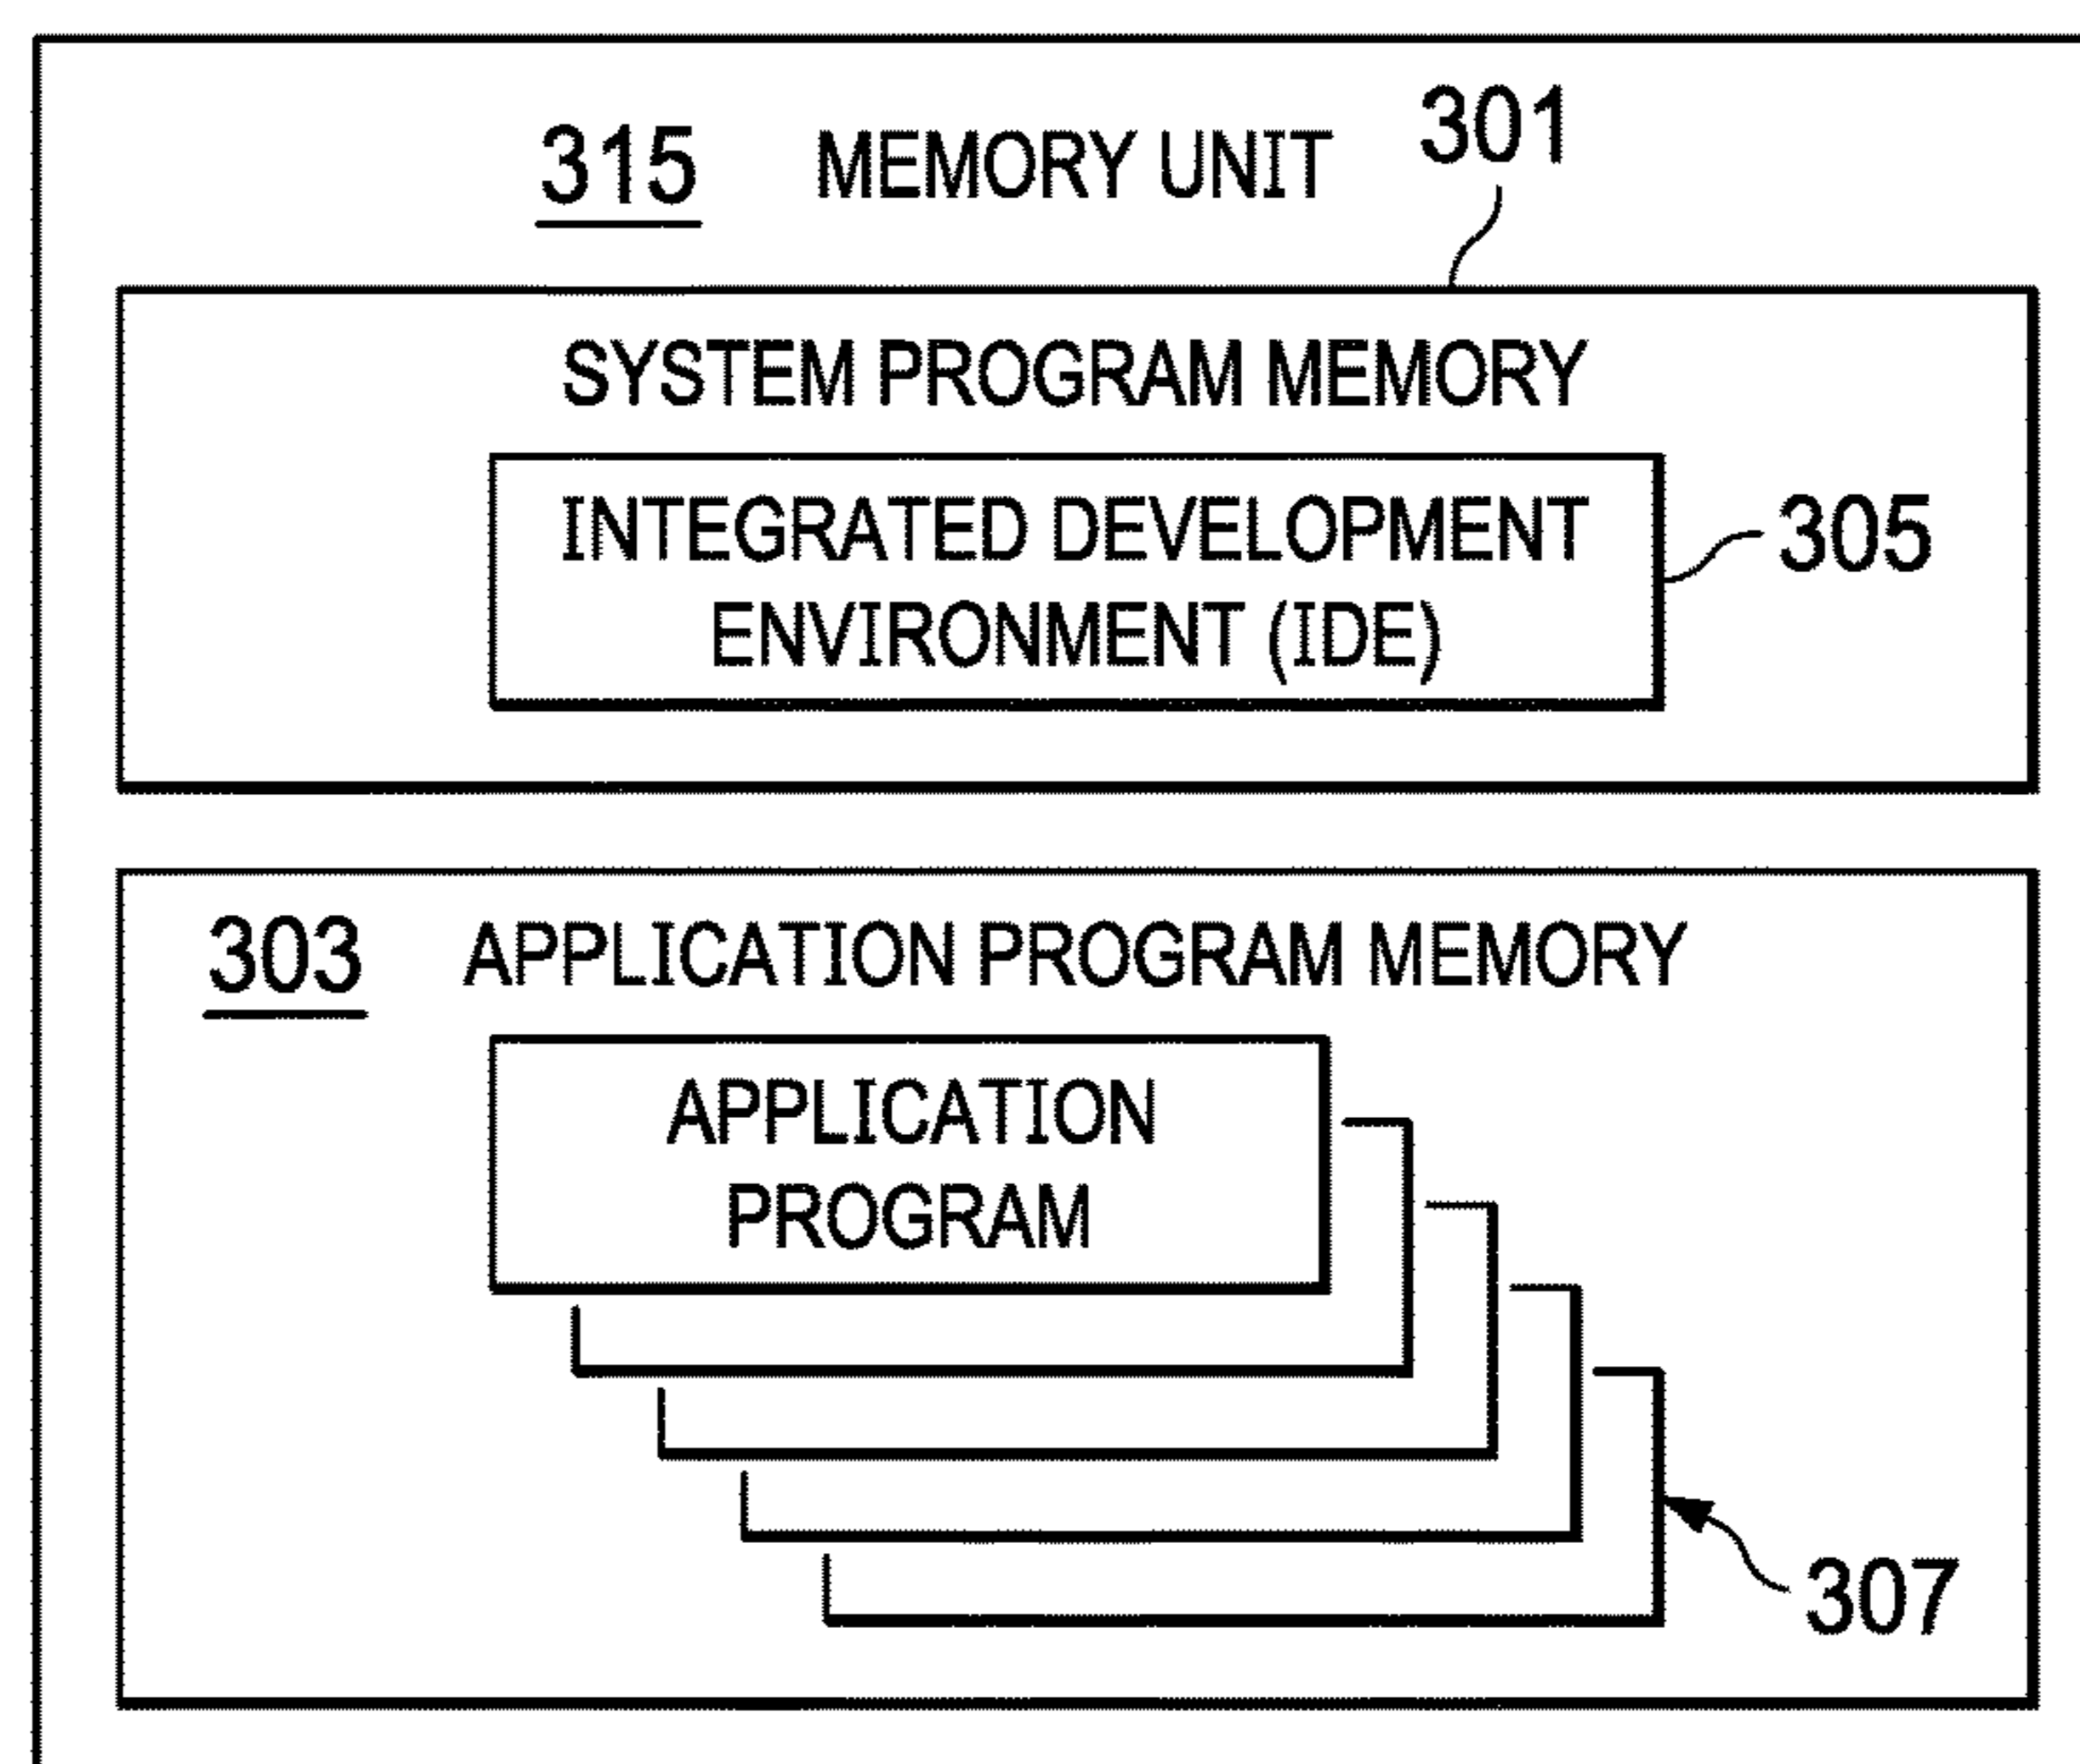 301
315 MEMORY UNIT
SYSTEM PROGRAM MEMORY
INTEGRATED DEVELOPMENT
ENVIRONMENT (IDE)
305
303 APPLICATION PROGRAM MEMORY
APPLICATION
PROGRAM
307